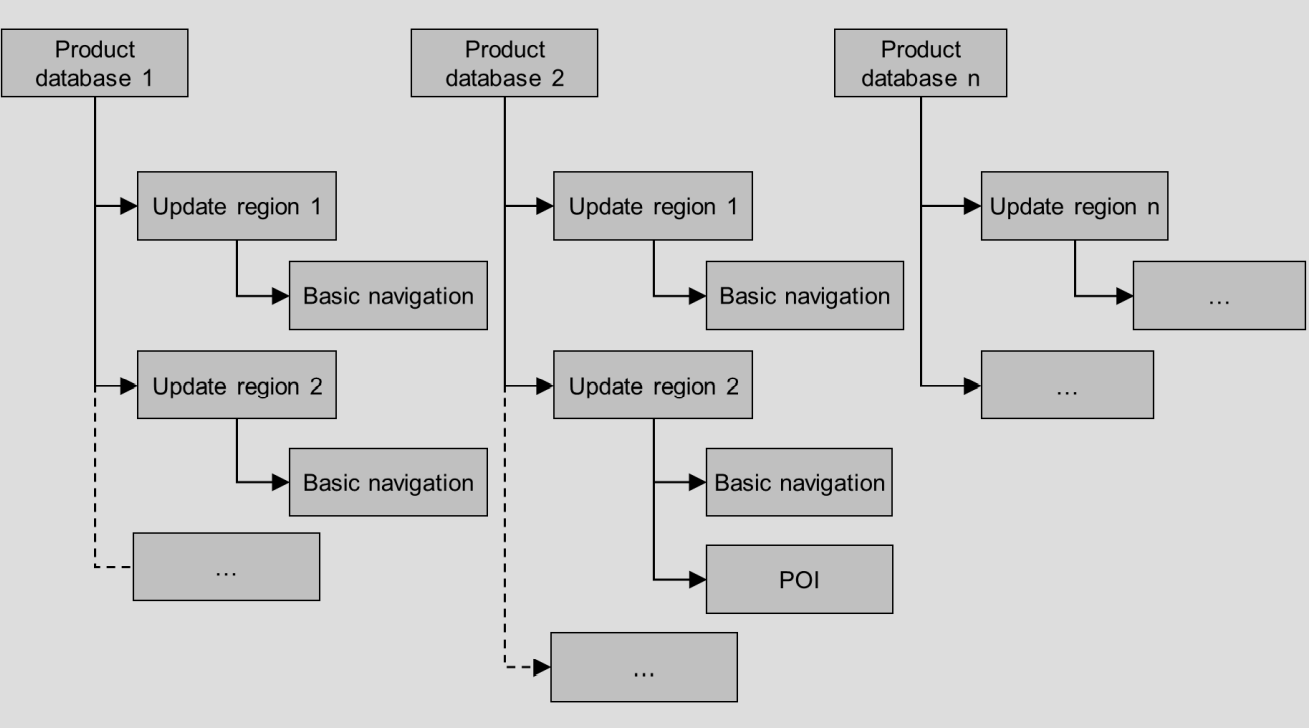 Product
database 1
Update region 1
Basic navigation
Update region 2
Basic navigation
...
Product
database 2
Update region 1
Basic navigation
Update region 2
Basic navigation
POI
...
Product
database n
Update region n
...
...